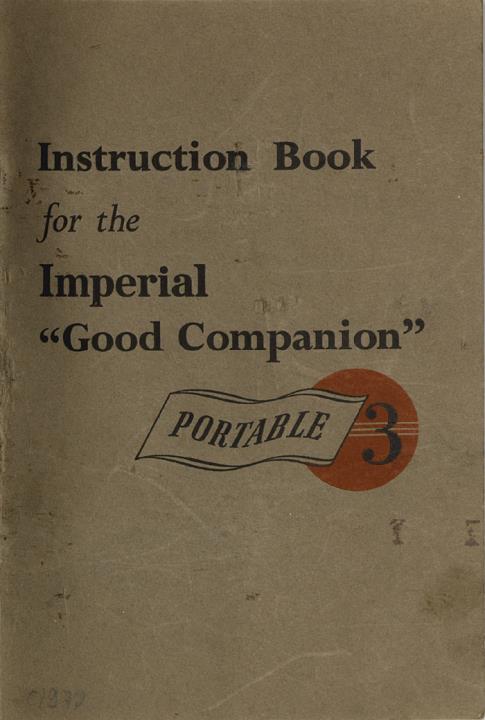 Instruction Book
for the
Imperial
“Good Companion”
PORTABLE 3